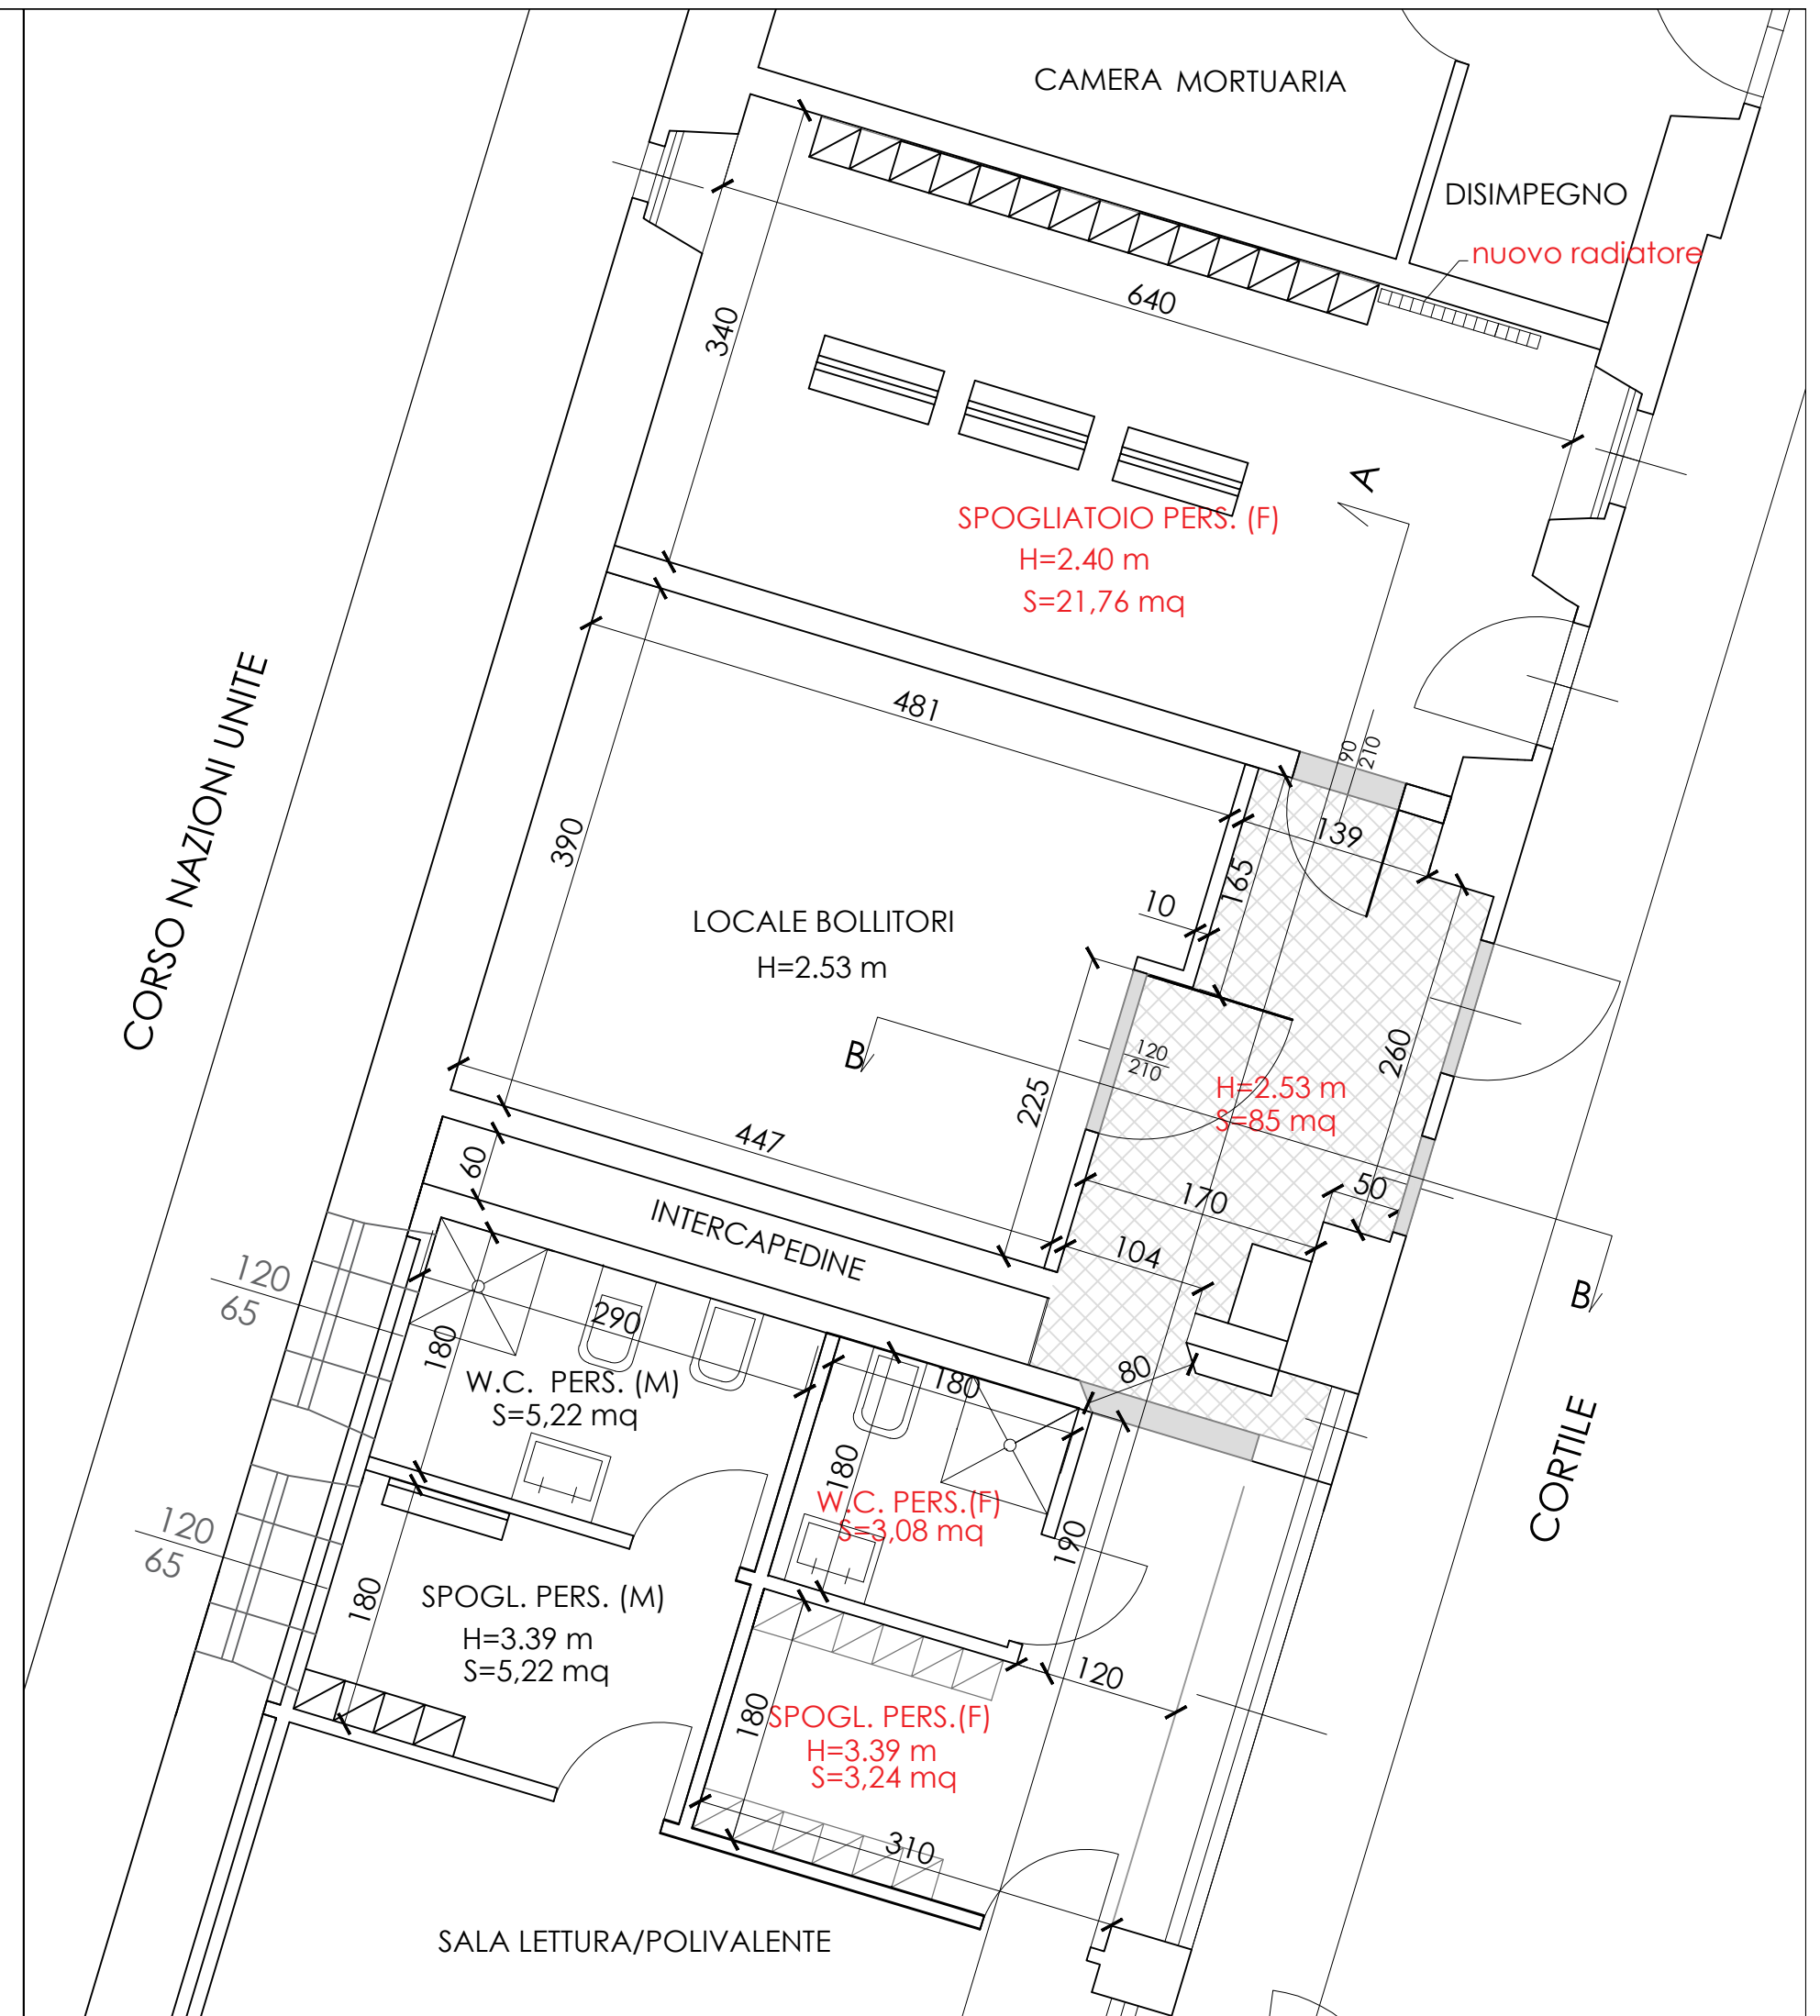 CAMERA MORTUARIA
DISIMPEGNO
nuovo radiatore
640
340
A
SPOGLIATOIO PERS. (F)
H=2.40 m
S=21,76 mq
CORSO NAZIONI UNITE
481
90
210
139
390
165
10
LOCALE BOLLITORI
H=2.53 m
B
120
210
260
H=2.53 m
S=85 mq
225
447
60
170
50
INTERCAPEDINE
104
B
120
65
290
180
80
180
W.C. PERS. (M)
S=5,22 mq
CORTILE
180
W.C. PERS.(F)
S=3,08 mq
190
120
65
180
SPOGL. PERS. (M)
H=3.39 m
S=5,22 mq
120
180
SPOGL. PERS.(F)
H=3.39 m
S=3,24 mq
310
SALA LETTURA/POLIVALENTE